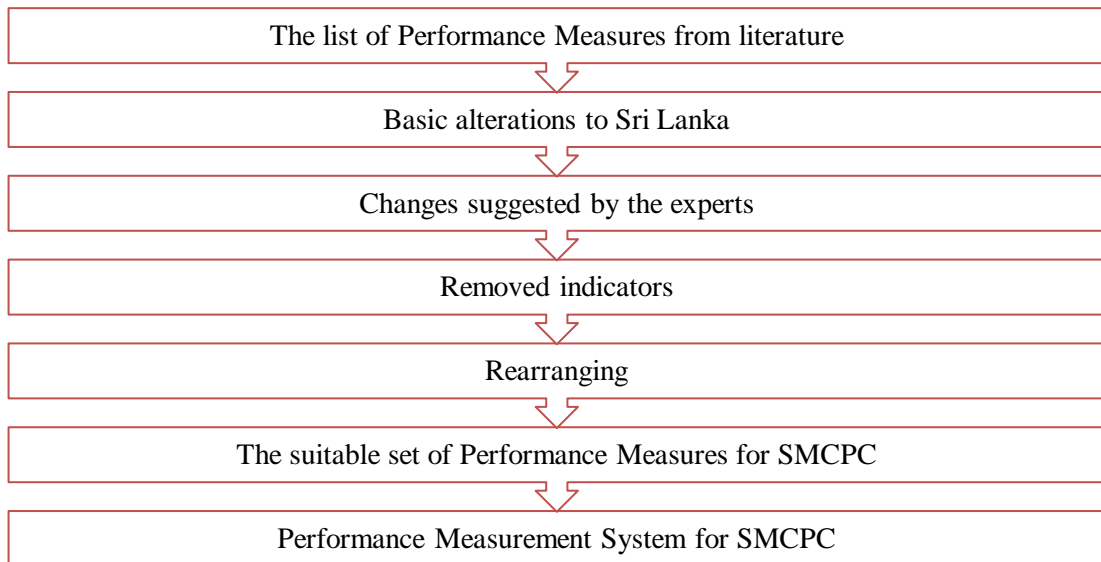 The list of Performance Measures from literature
Basic alterations to Sri Lanka
Changes suggested by the experts
Removed indicators
Rearranging
The suitable set of Performance Measures for SMCPC
Performance Measurement System for SMCPC